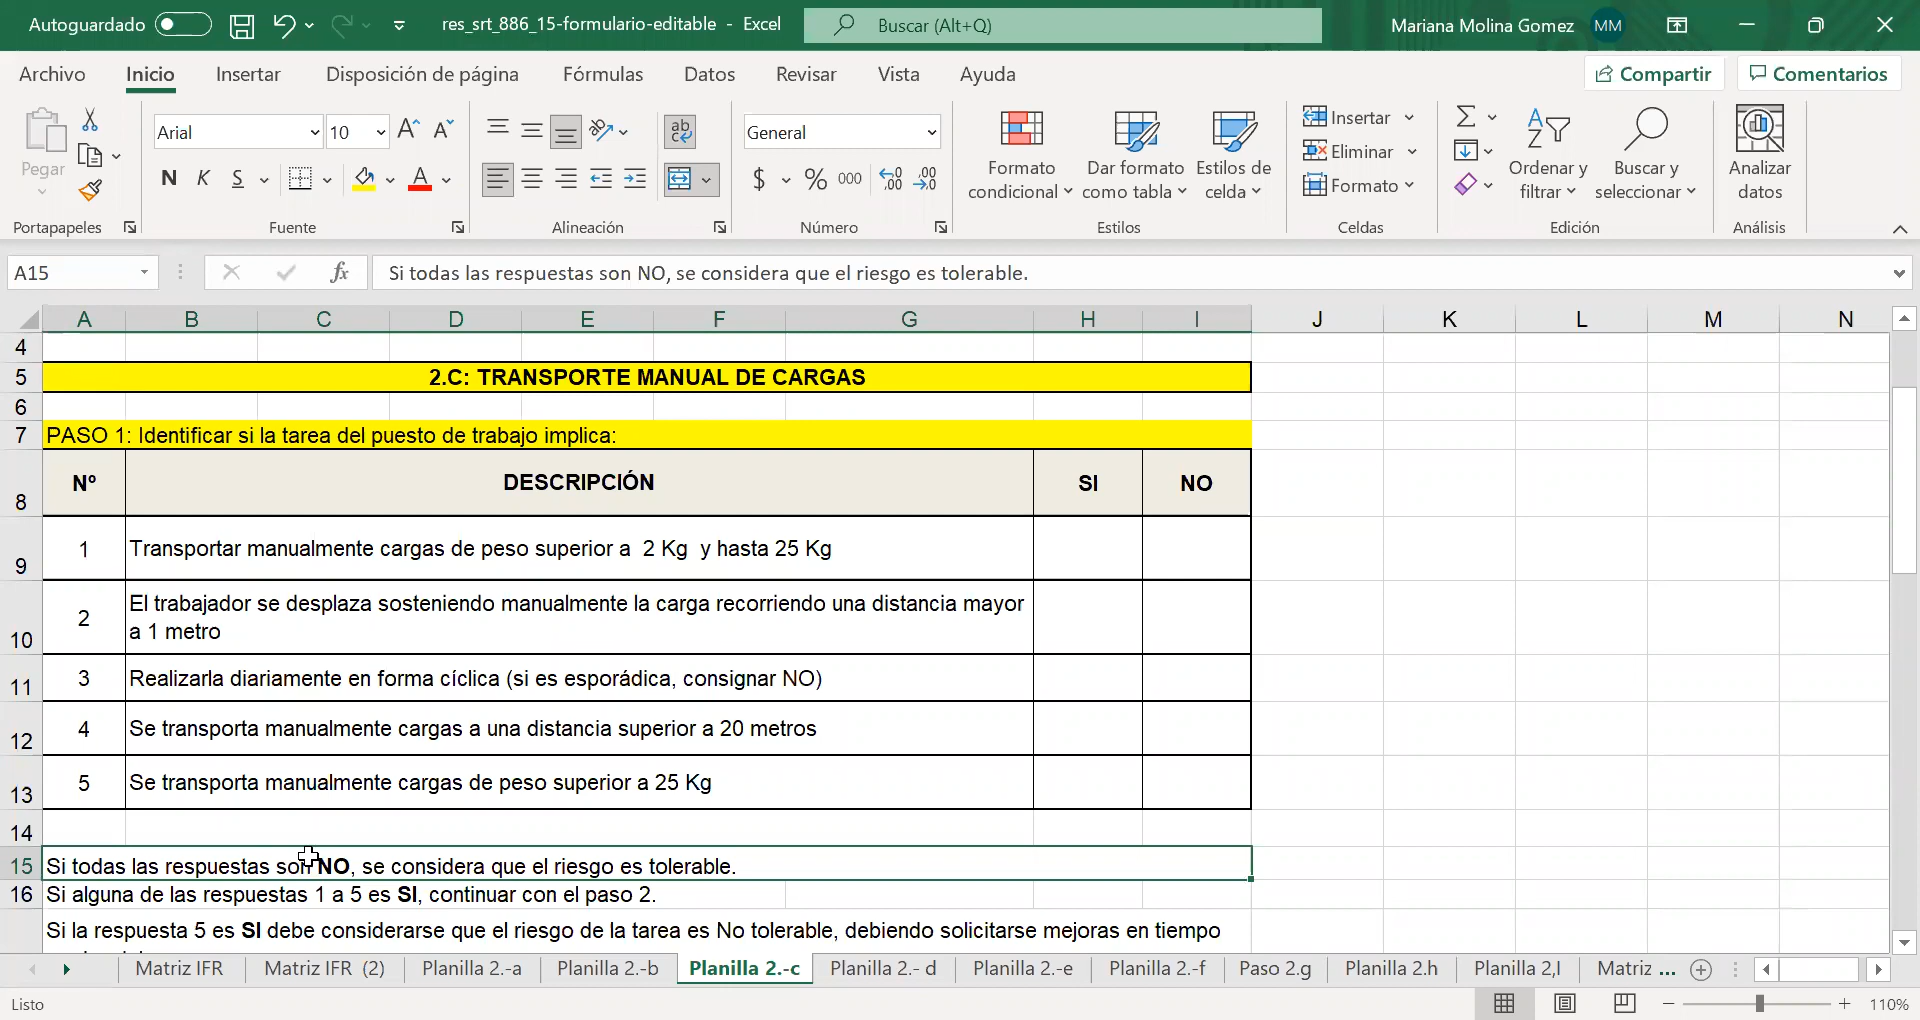 Autoguardado res_srt_886_15-formulario-editable - Excel Buscar (Alt+Q) Mariana Molina Gomez MM
Archivo Inicio Insertar Disposición de página Fórmulas Datos Revisar Vista Ayuda Compartir Comentarios
Pegar
Portapapeles
Arial 10
N K S
Fuente
Alineación
General
$ % 000
Número
Formato condicional
Dar formato como tabla
Estilos de celda
Estilos
Insertar
Eliminar
Formato
Celdas
Ordenar y filtrar
Buscar y seleccionar
Edición
Analizar datos
Análisis
A15 fx Si todas las respuestas son NO, se considera que el riesgo es tolerable.
A B C D E F G H I J K L M N
4
5 2.C: TRANSPORTE MANUAL DE CARGAS
6
7 PASO 1: Identificar si la tarea del puesto de trabajo implica:
8 Nº DESCRIPCIÓN SI NO
9 1 Transportar manualmente cargas de peso superior a 2 Kg y hasta 25 Kg
10 2 El trabajador se desplaza sosteniendo manualmente la carga recorriendo una distancia mayor
a 1 metro
11 3 Realizarla diariamente en forma cíclica (si es esporádica, consignar NO)
12 4 Se transporta manualmente cargas a una distancia superior a 20 metros
13 5 Se transporta manualmente cargas de peso superior a 25 Kg
14
15 Si todas las respuestas son NO, se considera que el riesgo es tolerable.
16 Si alguna de las respuestas 1 a 5 es SI, continuar con el paso 2.
Si la respuesta 5 es SI debe considerarse que el riesgo de la tarea es No tolerable, debiendo solicitarse mejoras en tiempo
Matriz IFR Matriz IFR (2) Planilla 2.-a Planilla 2.-b Planilla 2.-c Planilla 2.- d Planilla 2.-e Planilla 2.-f Paso 2.g Planilla 2.h Planilla 2,I Matriz ...
Listo 110%